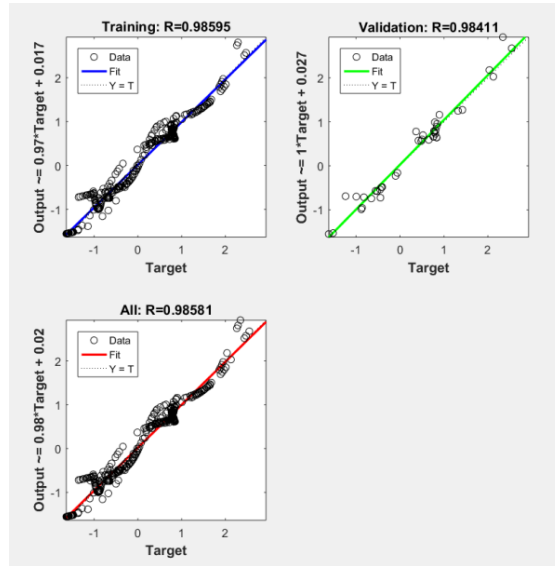 Training: R=0.98595
Output ~= 0.97*Target + 0.017
2
1
0
-1
Data
Fit
Y = T
-1 0 1 2
Target
Validation: R=0.98411
Output ~= 1*Target + 0.027
2
1
0
-1
Data
Fit
Y = T
-1 0 1 2
Target
All: R=0.98581
Output ~= 0.98*Target + 0.02
2
1
0
-1
Data
Fit
Y = T
-1 0 1 2
Target